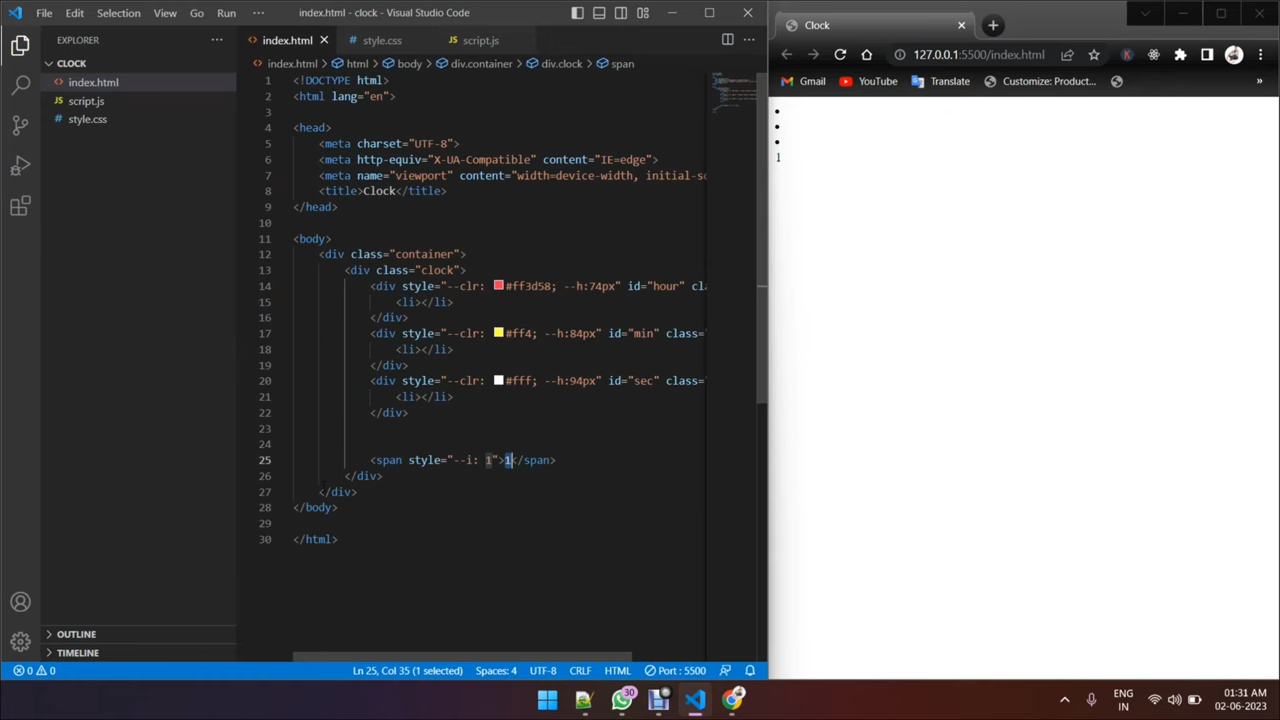 File Edit Selection View Go Run ··· index.html - clock - Visual Studio Code
EXPLORER ···
CLOCK
index.html
script.js
style.css
OUTLINE
TIMELINE
index.html style.css script.js
index.html > html > body > div.container > div.clock > span
1 <!DOCTYPE html>
2 <html lang="en">
3
4 <head>
5 <meta charset="UTF-8">
6 <meta http-equiv="X-UA-Compatible" content="IE=edge">
7 <meta name="viewport" content="width=device-width, initial-sc
8 <title>Clock</title>
9 </head>
10
11 <body>
12 <div class="container">
13 <div class="clock">
14 <div style="--clr: #ff3d58; --h:74px" id="hour" cl
15 <li></li>
16 </div>
17 <div style="--clr: #ff4; --h:84px" id="min" class="
18 <li></li>
19 </div>
20 <div style="--clr: #fff; --h:94px" id="sec" class="
21 <li></li>
22 </div>
23
24
25 <span style="--i: 1">1</span>
26 </div>
27 </div>
28 </body>
29
30 </html>
0 0 Ln 25, Col 35 (1 selected) Spaces: 4 UTF-8 CRLF HTML Port : 5500
Clock
127.0.0.1:5500/index.html
Gmail YouTube Translate Customize: Product... »
1
30
ENG
IN
01:31 AM
02-06-2023